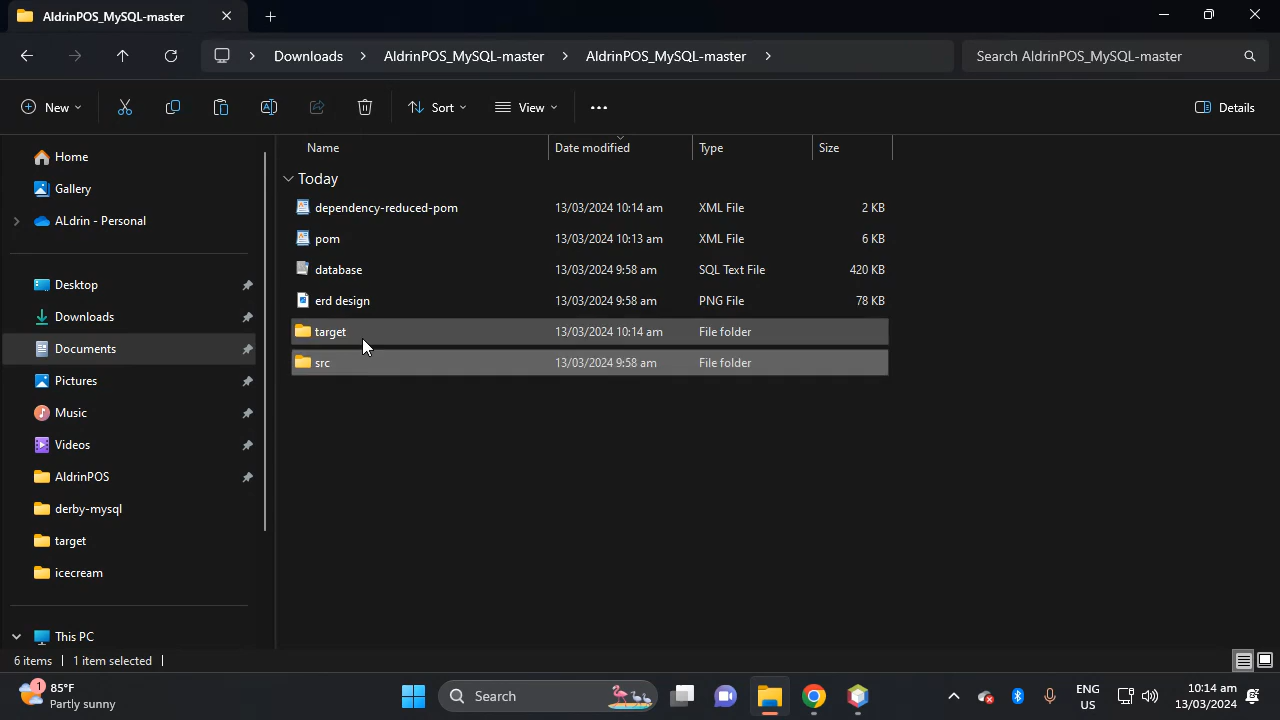 AldrinPOS_MySQL-master
Downloads AldrinPOS_MySQL-master AldrinPOS_MySQL-master Search AldrinPOS_MySQL-master
New Sort View Details
Name Date modified Type Size
Home
Gallery
ALdrin - Personal
Desktop
Downloads
Documents
Pictures
Music
Videos
AldrinPOS
derby-mysql
target
icecream
This PC
Today
dependency-reduced-pom 13/03/2024 10:14 am XML File 2 KB
pom 13/03/2024 10:13 am XML File 6 KB
database 13/03/2024 9:58 am SQL Text File 420 KB
erd design 13/03/2024 9:58 am PNG File 78 KB
target 13/03/2024 10:14 am File folder
src 13/03/2024 9:58 am File folder
6 items 1 item selected
1
85°F
Partly sunny
Search
ENG
US
10:14 am
13/03/2024